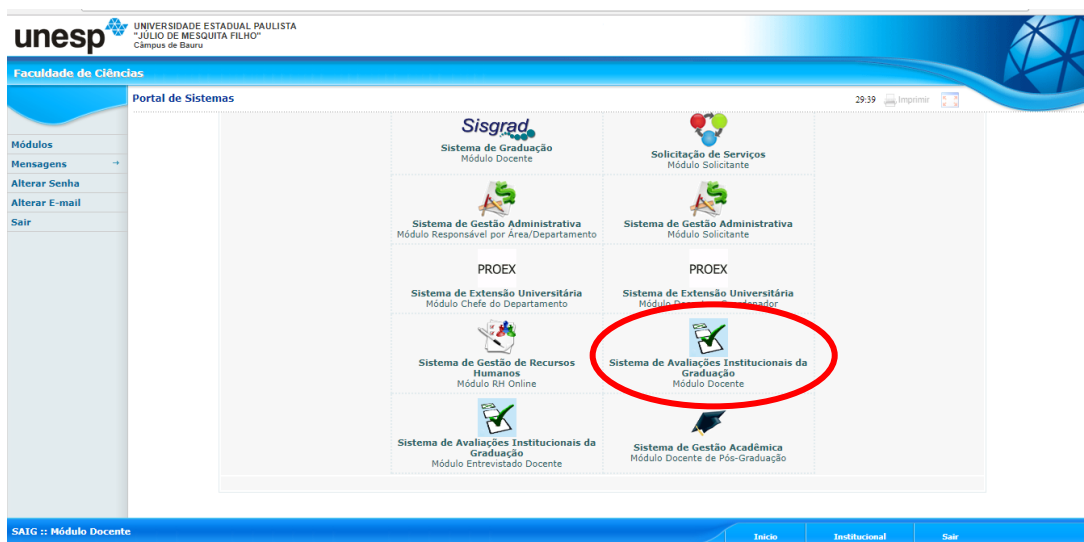 unesp
UNIVERSIDADE ESTADUAL PAULISTA
"JÚLIO DE MESQUITA FILHO"
Câmpus de Bauru
Faculdade de Ciências
Portal de Sistemas
29:39 Imprimir
Módulos
Mensagens →
Alterar Senha
Alterar E-mail
Sair
Sisgrad
Sistema de Graduação
Módulo Docente
Solicitação de Serviços
Módulo Solicitante
Sistema de Gestão Administrativa
Módulo Responsável por Área/Departamento
Sistema de Gestão Administrativa
Módulo Solicitante
PROEX
Sistema de Extensão Universitária
Módulo Chefe do Departamento
PROEX
Sistema de Extensão Universitária
Módulo
Sistema de Gestão de Recursos
Humanos
Módulo RH Online
Sistema de Avaliações Institucionais da
Graduação
Módulo Docente
Sistema de Avaliações Institucionais da
Graduação
Módulo Entrevistado Docente
Sistema de Gestão Acadêmica
Módulo Docente de Pós-Graduação
SAIG :: Módulo Docente
Início Institucional Sair